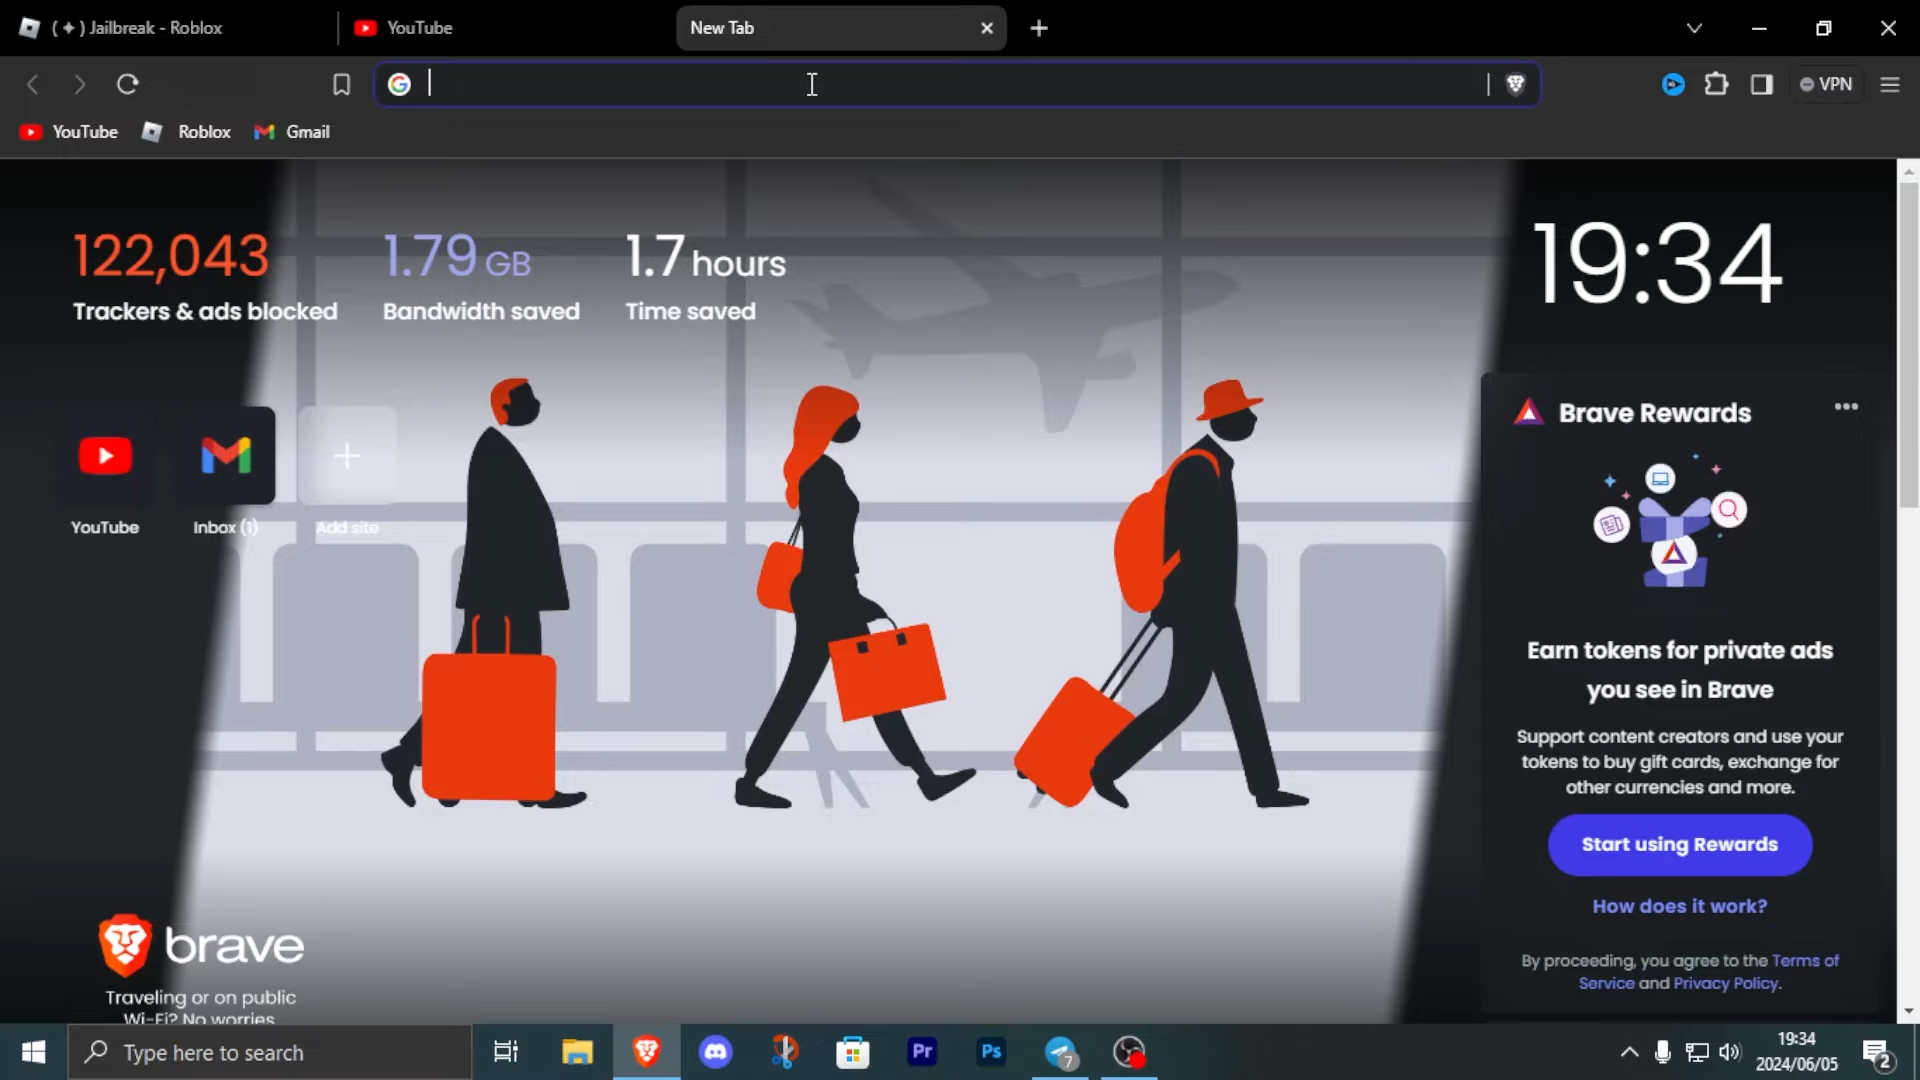 ( ✦ ) Jailbreak - Roblox
YouTube
New Tab
VPN
YouTube
Roblox
Gmail
122,043
Trackers & ads blocked
1.79 GB
Bandwidth saved
1.7 hours
Time saved
19:34
YouTube
Inbox (1)
Add site
Brave Rewards
Earn tokens for private ads
you see in Brave
Support content creators and use your
tokens to buy gift cards, exchange for
other currencies and more.
Start using Rewards
How does it work?
By proceeding, you agree to the Terms of
Service and Privacy Policy.
brave
Traveling or on public
Wi-Fi? No worries
Type here to search
Pr
Ps
7
19:34
2024/06/05
2